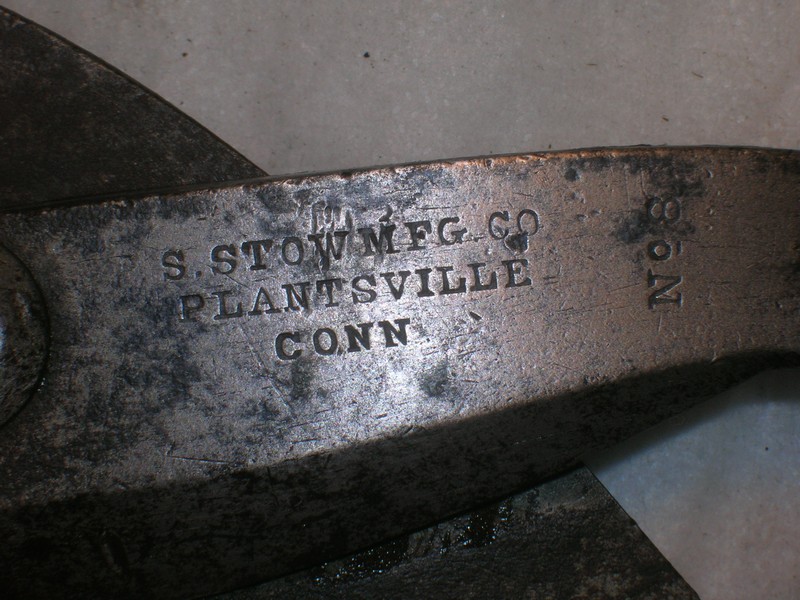 S. STOW MFG. CO
PLANTSVILLE
CONN
No 8